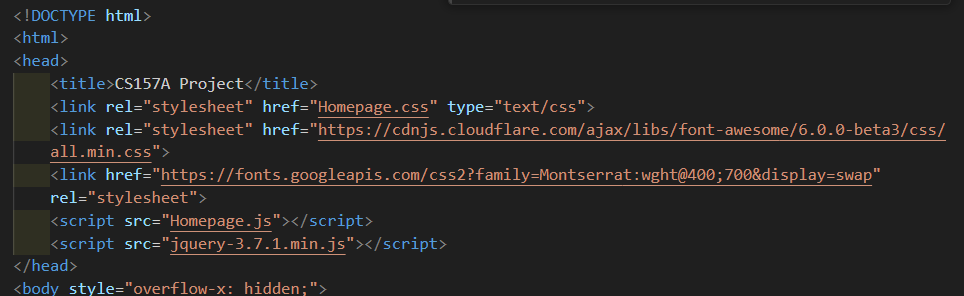 <!DOCTYPE html>
<html>
<head>
<title>CS157A Project</title>
<link rel="stylesheet" href="Homepage.css" type="text/css">
<link rel="stylesheet" href="https://cdnjs.cloudflare.com/ajax/libs/font-awesome/6.0.0-beta3/css/
all.min.css">
<link href="https://fonts.googleapis.com/css2?family=Montserrat:wght@400;700&display=swap"
rel="stylesheet">
<script src="Homepage.js"></script>
<script src="jquery-3.7.1.min.js"></script>
</head>
<body style="overflow-x: hidden;">